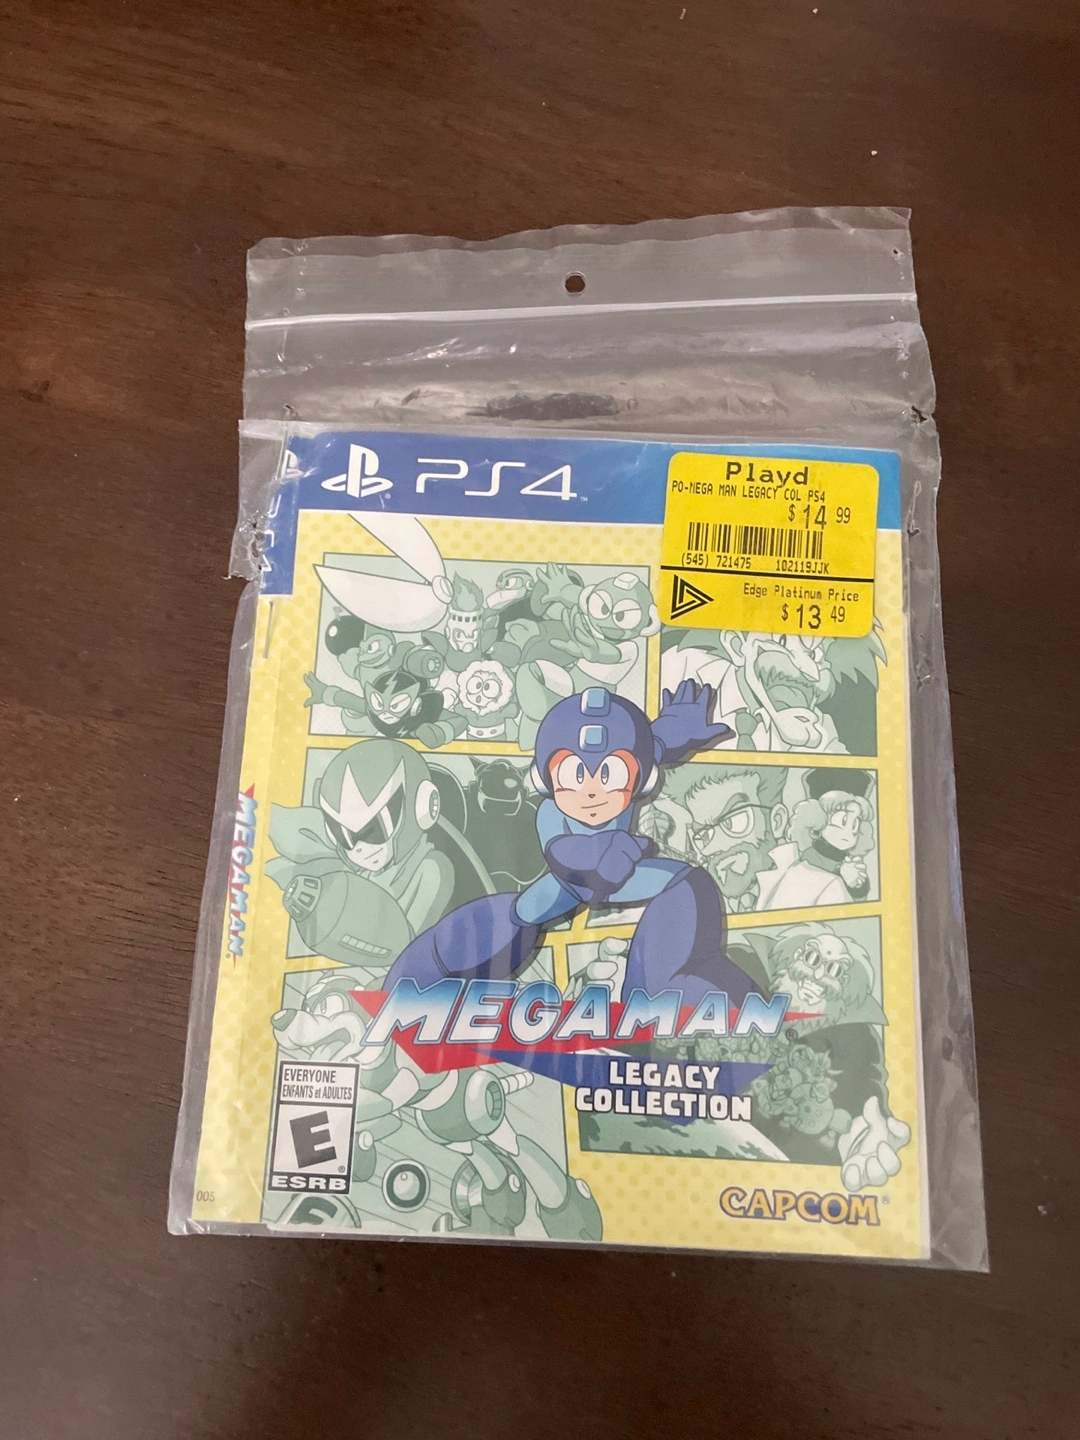 PS4
Playd
PO-MEGA MAN LEGACY COL PS4
$ 14 99
(545) 721475 102119JJK
Edge Platinum Price
$ 13 49
MEGAMAN®
MEGAMAN®
LEGACY
COLLECTION
EVERYONE
ENFANTS et ADULTES
E
ESRB
005
CAPCOM®